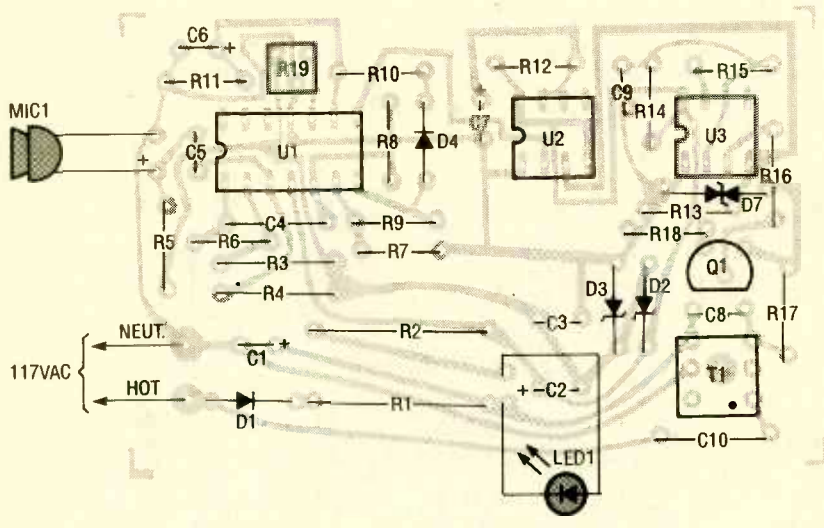 C6 +
R11
R19
R10
R12
C9
R14
R15
MIC1
+
C5
U1
R8
D4
+
C7
U2
U3
R16
D7
R13
R18
R5
C4
R6
R9
R7
R3
R4
Q1
D3
D2
C8
R17
NEUT.
117VAC
HOT
C1 +
R2
C3
T1
D1
R1
+ C2
C10
LED1